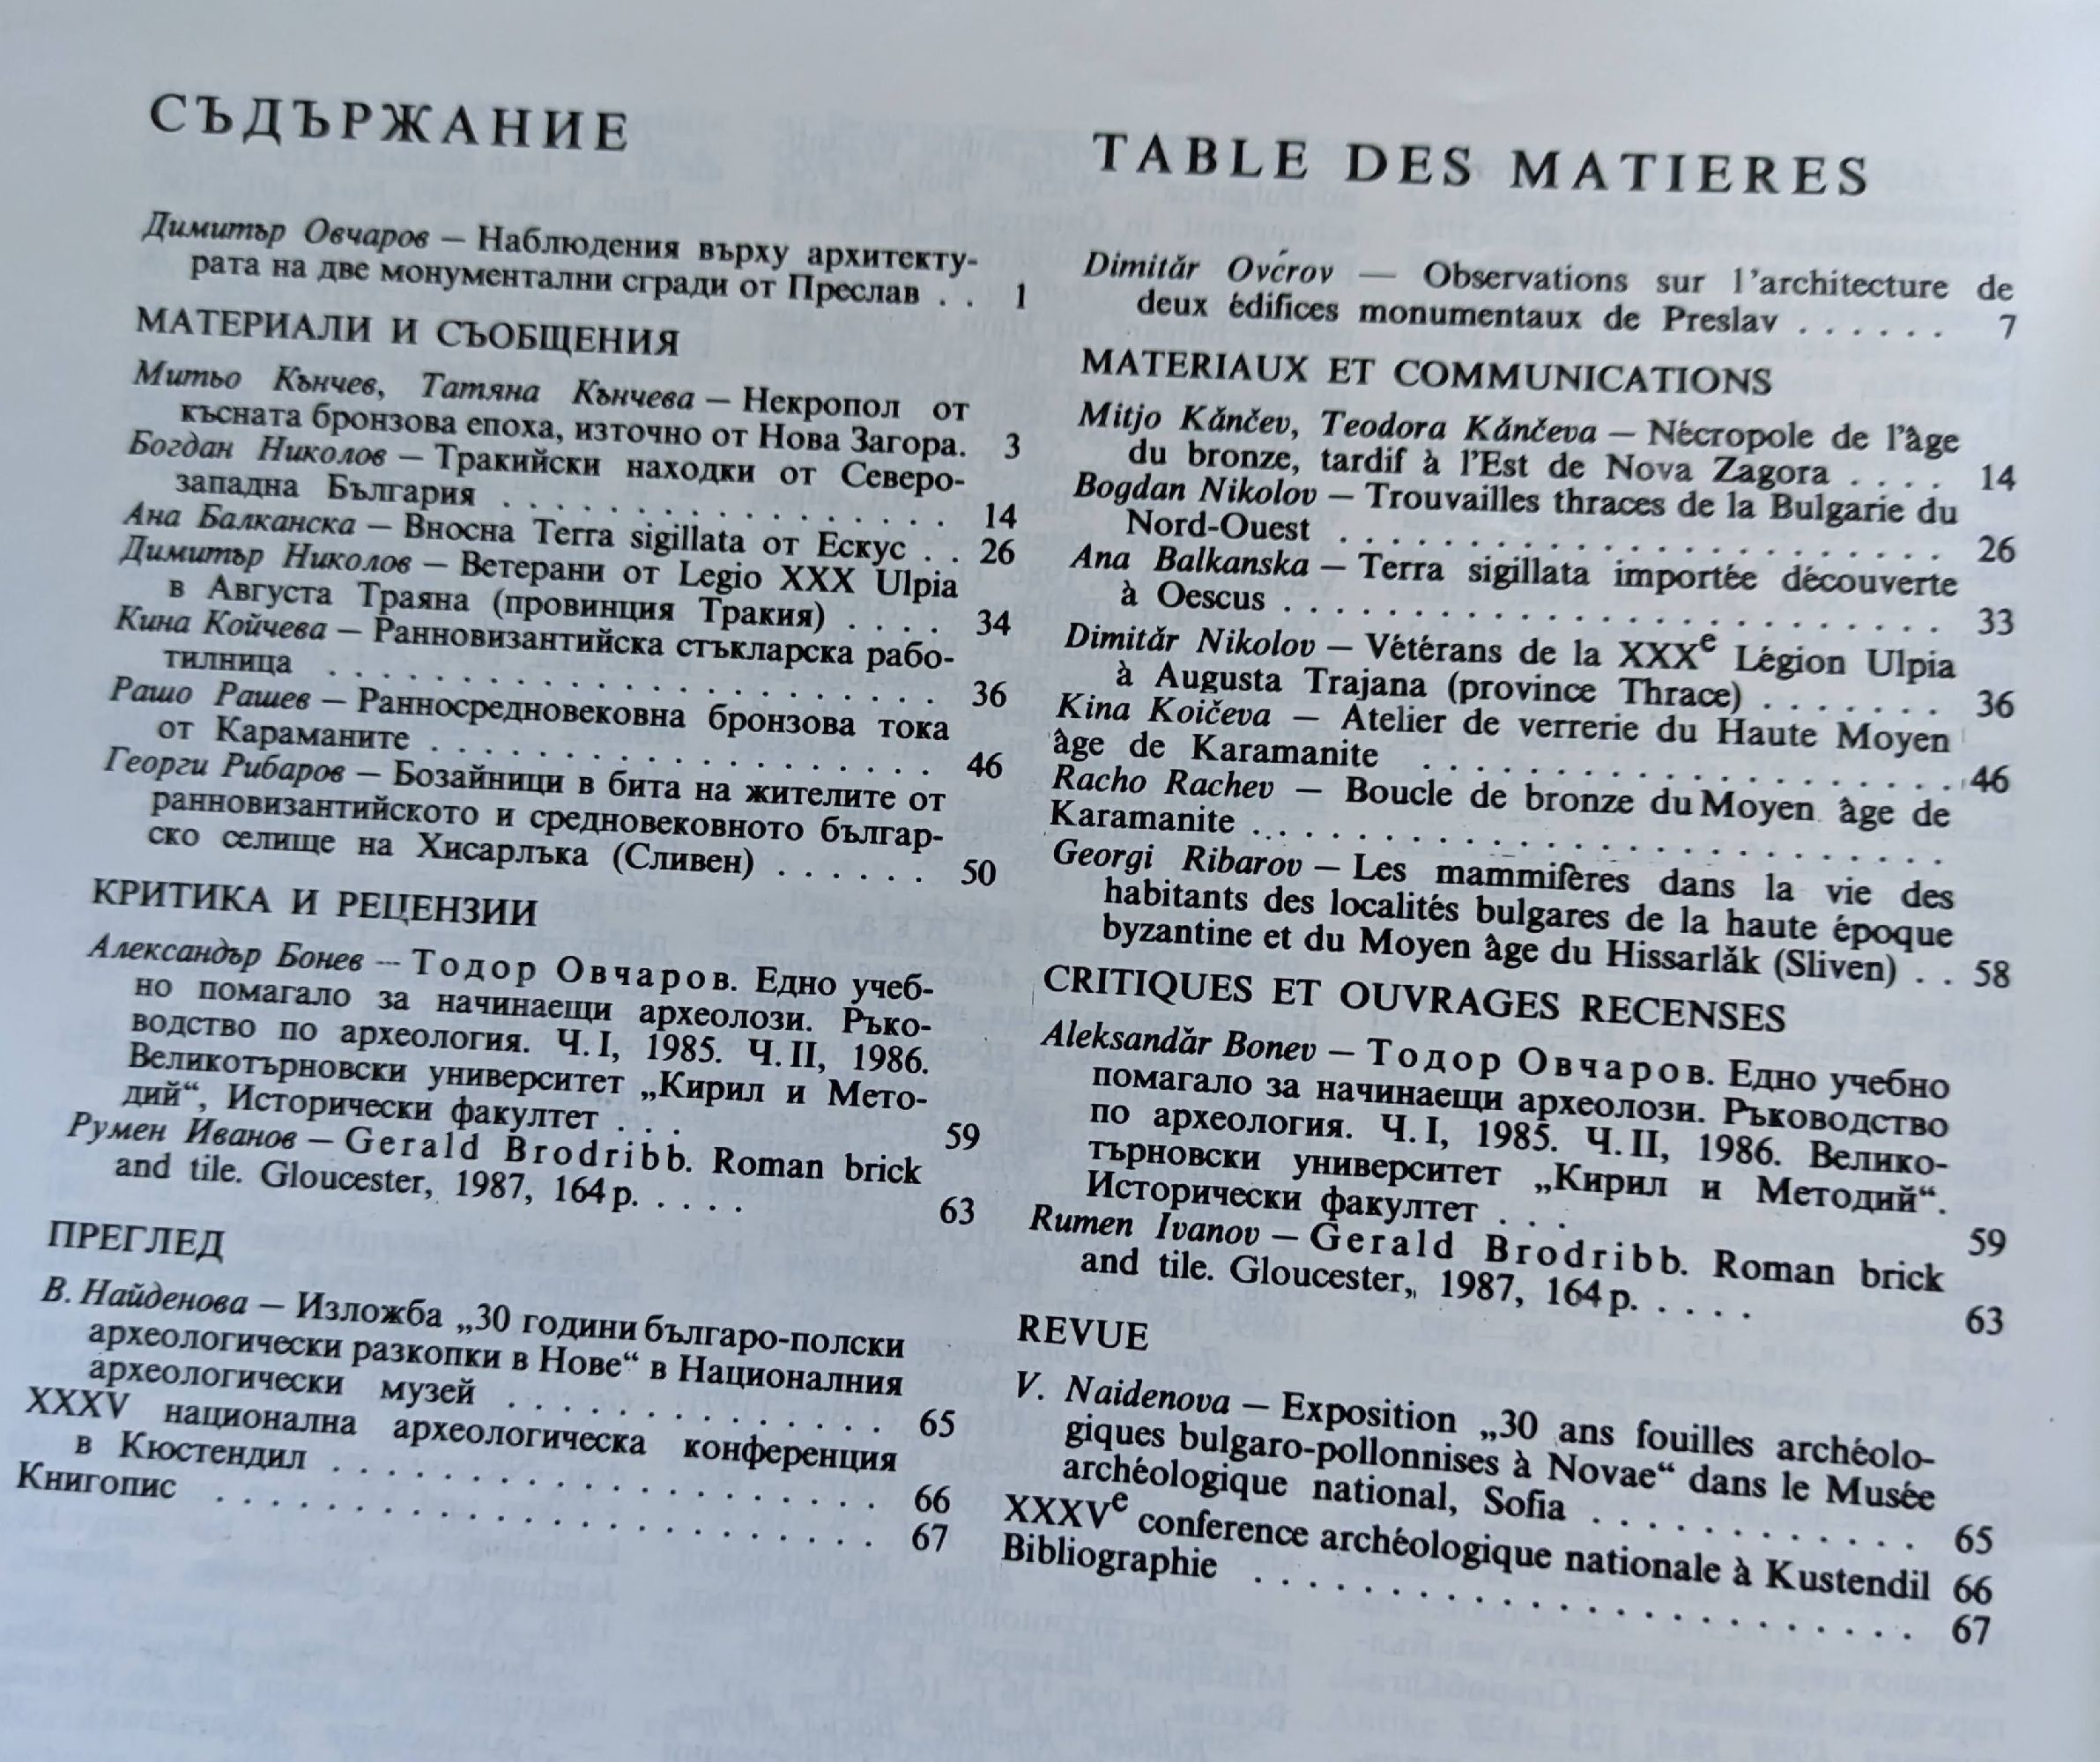 СЪДЪРЖАНИЕ
Димитър Овчаров — Наблюдения върху архитекту-
рата на две монументални сгради от Преслав . . 1
МАТЕРИАЛИ И СЪОБЩЕНИЯ
Митьо Кънчев, Татяна Кънчева — Некропол от
късната бронзова епоха, източно от Нова Загора. 3
Богдан Николов — Тракийски находки от Северо-
западна България . . . . . . . . . . . . . . . . . 14
Ана Балканска — Вносна Terra sigillata от Ескус . . 26
Димитър Николов — Ветерани от Legio XXX Ulpia
в Августа Траяна (провинция Тракия) . . . . 34
Кина Койчева — Ранновизантийска стъкларска рабо-
тилница . . . . . . . . . . . . . . . . . . . . 36
Рашо Рашев — Ранносредновековна бронзова тока
от Караманите . . . . . . . . . . . . . . . . 46
Георги Рибаров — Бозайници в бита на жителите от
ранновизантийското и средновековното българ-
ско селище на Хисарлъка (Сливен) . . . . . . 50
КРИТИКА И РЕЦЕНЗИИ
Александър Бонев — Тодор Овчаров. Едно учеб-
но помагало за начинаещи археолози. Ръко-
водство по археология. Ч. I, 1985. Ч. II, 1986.
Великотърновски университет „Кирил и Мето-
дий“, Исторически факултет . . . 59
Румен Иванов — Gerald Brodribb. Roman brick
and tile. Gloucester, 1987, 164 p. . . . . . 63
ПРЕГЛЕД
В. Найденова — Изложба „30 години българо-полски
археологически разкопки в Нове“ в Националния
археологически музей . . . . . . . . . . . . . 65
XXXV национална археологическа конференция
в Кюстендил . . . . . . . . . . . . . . . . . . 66
Книгопис . . . . . . . . . . . . . . . . . . . . 67
TABLE DES MATIERES
Dimităr Ovčrov — Observations sur l'architecture de
deux édifices monumentaux de Preslav . . . . . . 7
MATERIAUX ET COMMUNICATIONS
Mitjo Kănčev, Teodora Kănčeva — Nécropole de l'âge
du bronze, tardif à l'Est de Nova Zagora . . . . 14
Bogdan Nikolov — Trouvailles thraces de la Bulgarie du
Nord-Ouest . . . . . . . . . . . . . . . . . . . 26
Ana Balkanska — Terra sigillata importée découverte
à Oescus . . . . . . . . . . . . . . . . . . . . . 33
Dimităr Nikolov — Vétérans de la XXXe Légion Ulpia
à Augusta Trajana (province Thrace) . . . . . . . 36
Kina Koičeva — Atelier de verrerie du Haute Moyen
âge de Karamanite . . . . . . . . . . . . . . . . . 46
Racho Rachev — Boucle de bronze du Moyen âge de
Karamanite . . . . . . . . . . . . . . . . . . . .
Georgi Ribarov — Les mammifères dans la vie des
habitants des localités bulgares de la haute époque
byzantine et du Moyen âge du Hissarlăk (Sliven) . . 58
CRITIQUES ET OUVRAGES RECENSES
Aleksandăr Bonev — Тодор Овчаров. Едно учебно
помагало за начинаещи археолози. Ръководство
по археология. Ч. I, 1985. Ч. II, 1986. Велико-
търновски университет „Кирил и Методий“.
Исторически факултет . . . 59
Rumen Ivanov — Gerald Brodribb. Roman brick
and tile. Gloucester,, 1987, 164 p. . . . . . 63
REVUE
V. Naidenova — Exposition „30 ans fouilles archéolo-
giques bulgaro-pollonnises à Novae“ dans le Musée
archéologique national, Sofia . . . . . . . . . . . 65
XXXVe conference archéologique nationale à Kustendil 66
Bibliographie . . . . . . . . . . . . . . . . . . . . 67